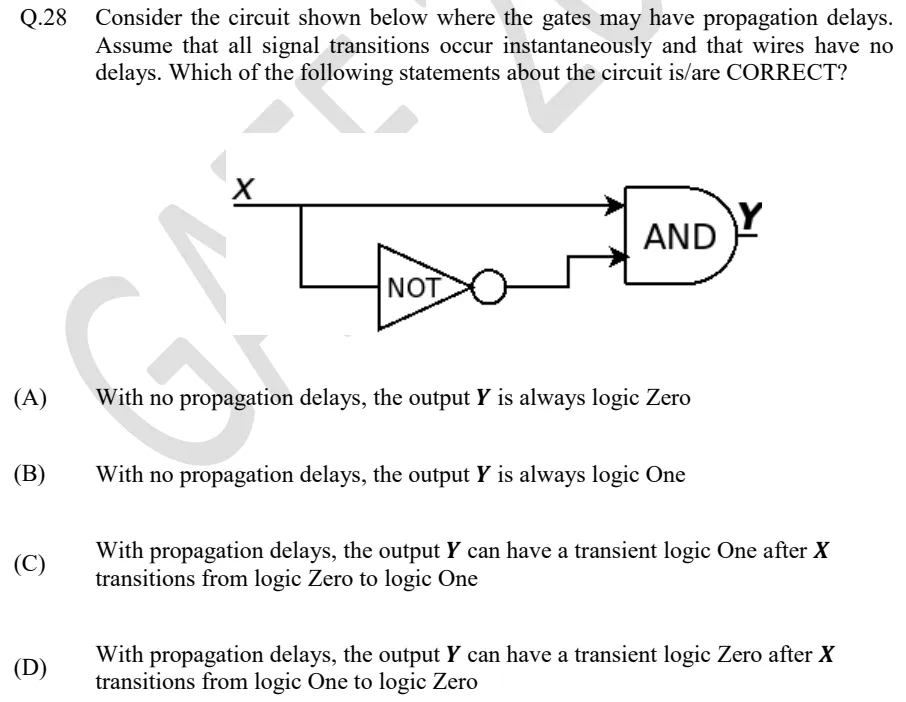 Q.28 Consider the circuit shown below where the gates may have propagation delays.
Assume that all signal transitions occur instantaneously and that wires have no
delays. Which of the following statements about the circuit is/are CORRECT?
X
Y
AND
NOT
(A) With no propagation delays, the output Y is always logic Zero
(B) With no propagation delays, the output Y is always logic One
(C) With propagation delays, the output Y can have a transient logic One after X
transitions from logic Zero to logic One
(D) With propagation delays, the output Y can have a transient logic Zero after X
transitions from logic One to logic Zero